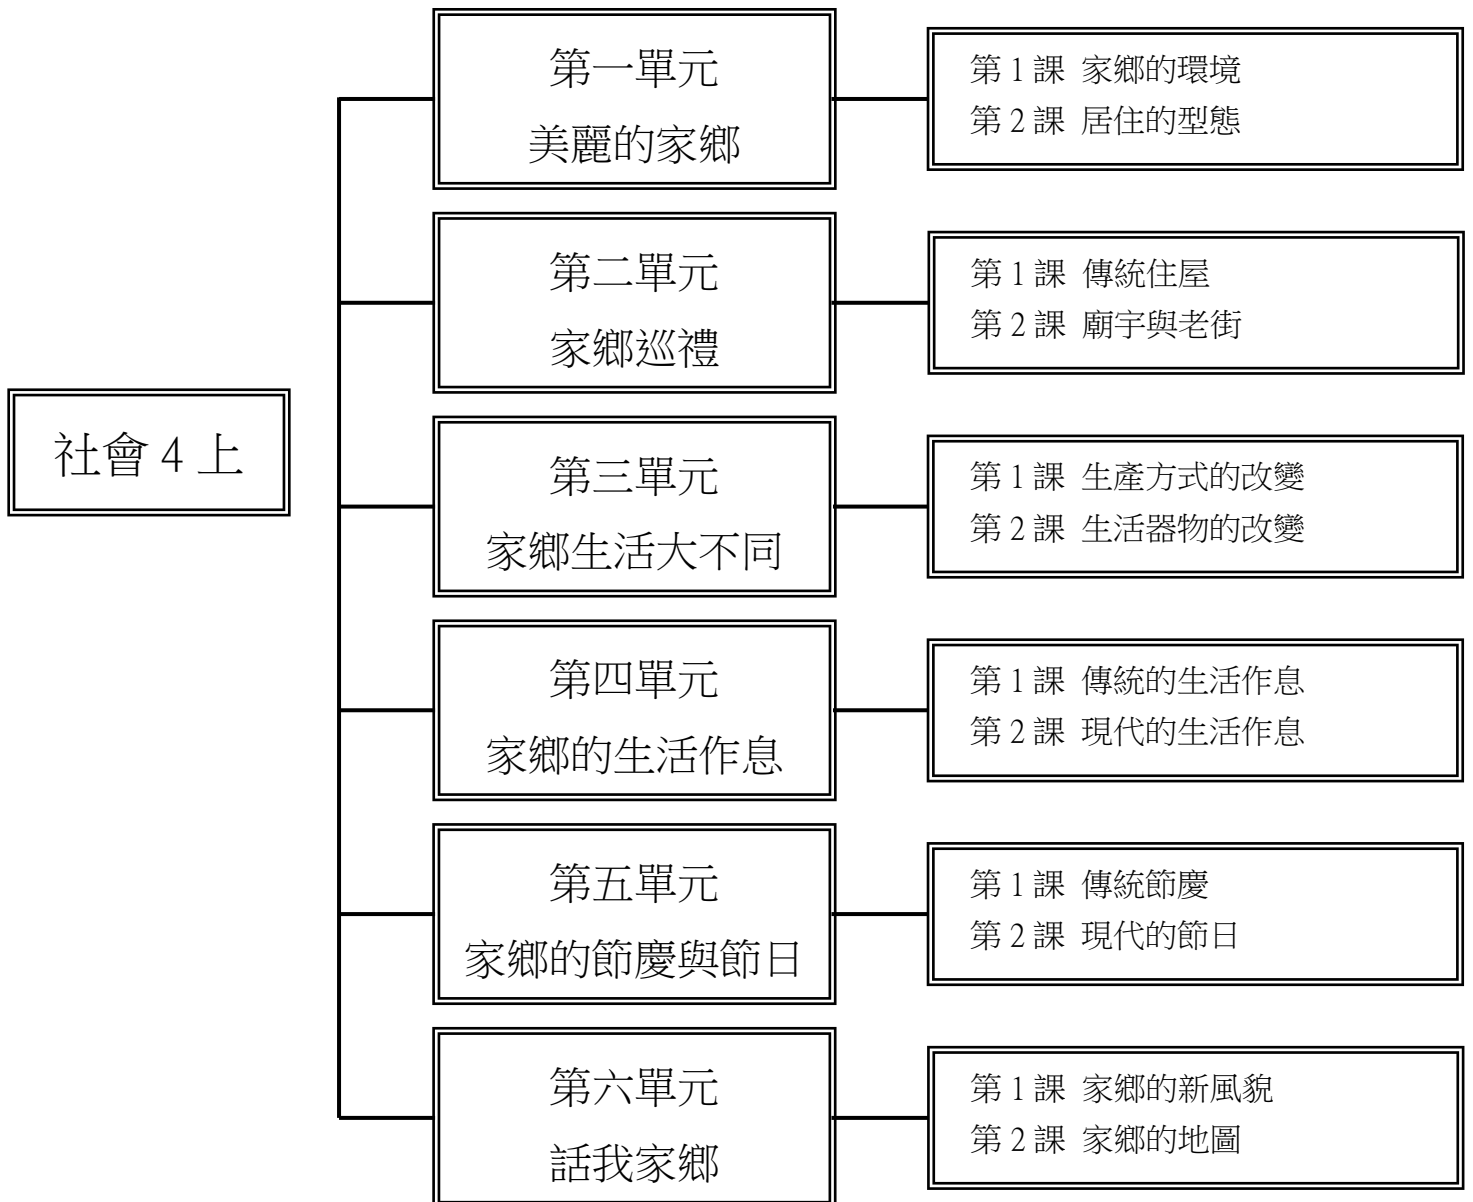 社會 4 上
第一單元
美麗的家鄉
第 1 課 家鄉的環境
第 2 課 居住的型態
第二單元
家鄉巡禮
第 1 課 傳統住屋
第 2 課 廟宇與老街
第三單元
家鄉生活大不同
第 1 課 生產方式的改變
第 2 課 生活器物的改變
第四單元
家鄉的生活作息
第 1 課 傳統的生活作息
第 2 課 現代的生活作息
第五單元
家鄉的節慶與節日
第 1 課 傳統節慶
第 2 課 現代的節日
第六單元
話我家鄉
第 1 課 家鄉的新風貌
第 2 課 家鄉的地圖